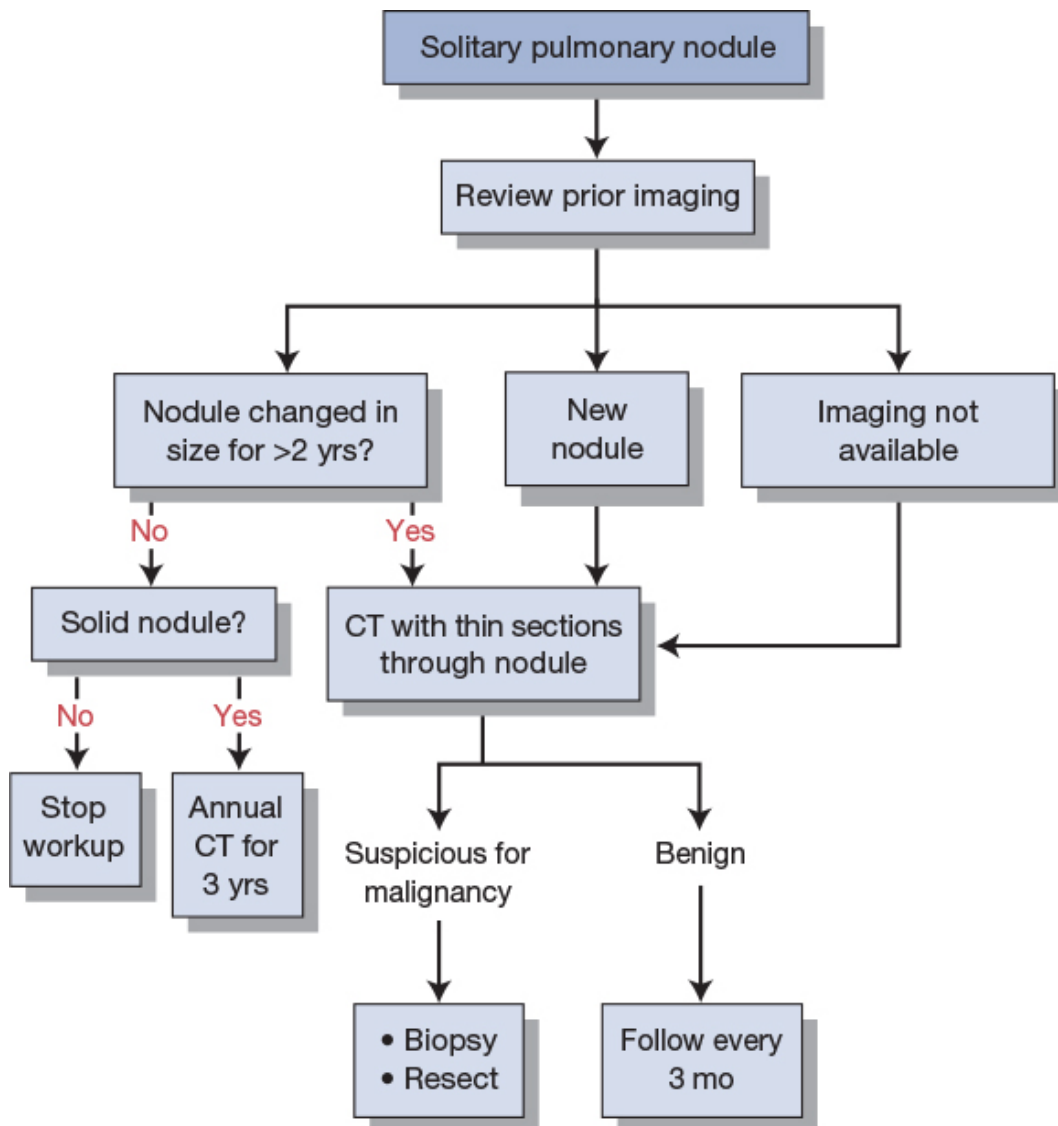 Solitary pulmonary nodule
Review prior imaging
Nodule changed in
size for >2 yrs?
New
nodule
Imaging not
available
No
Yes
Solid nodule?
CT with thin sections
through nodule
No
Yes
Stop
workup
Annual
CT for
3 yrs
Suspicious for
malignancy
Benign
• Biopsy
• Resect
Follow every
3 mo